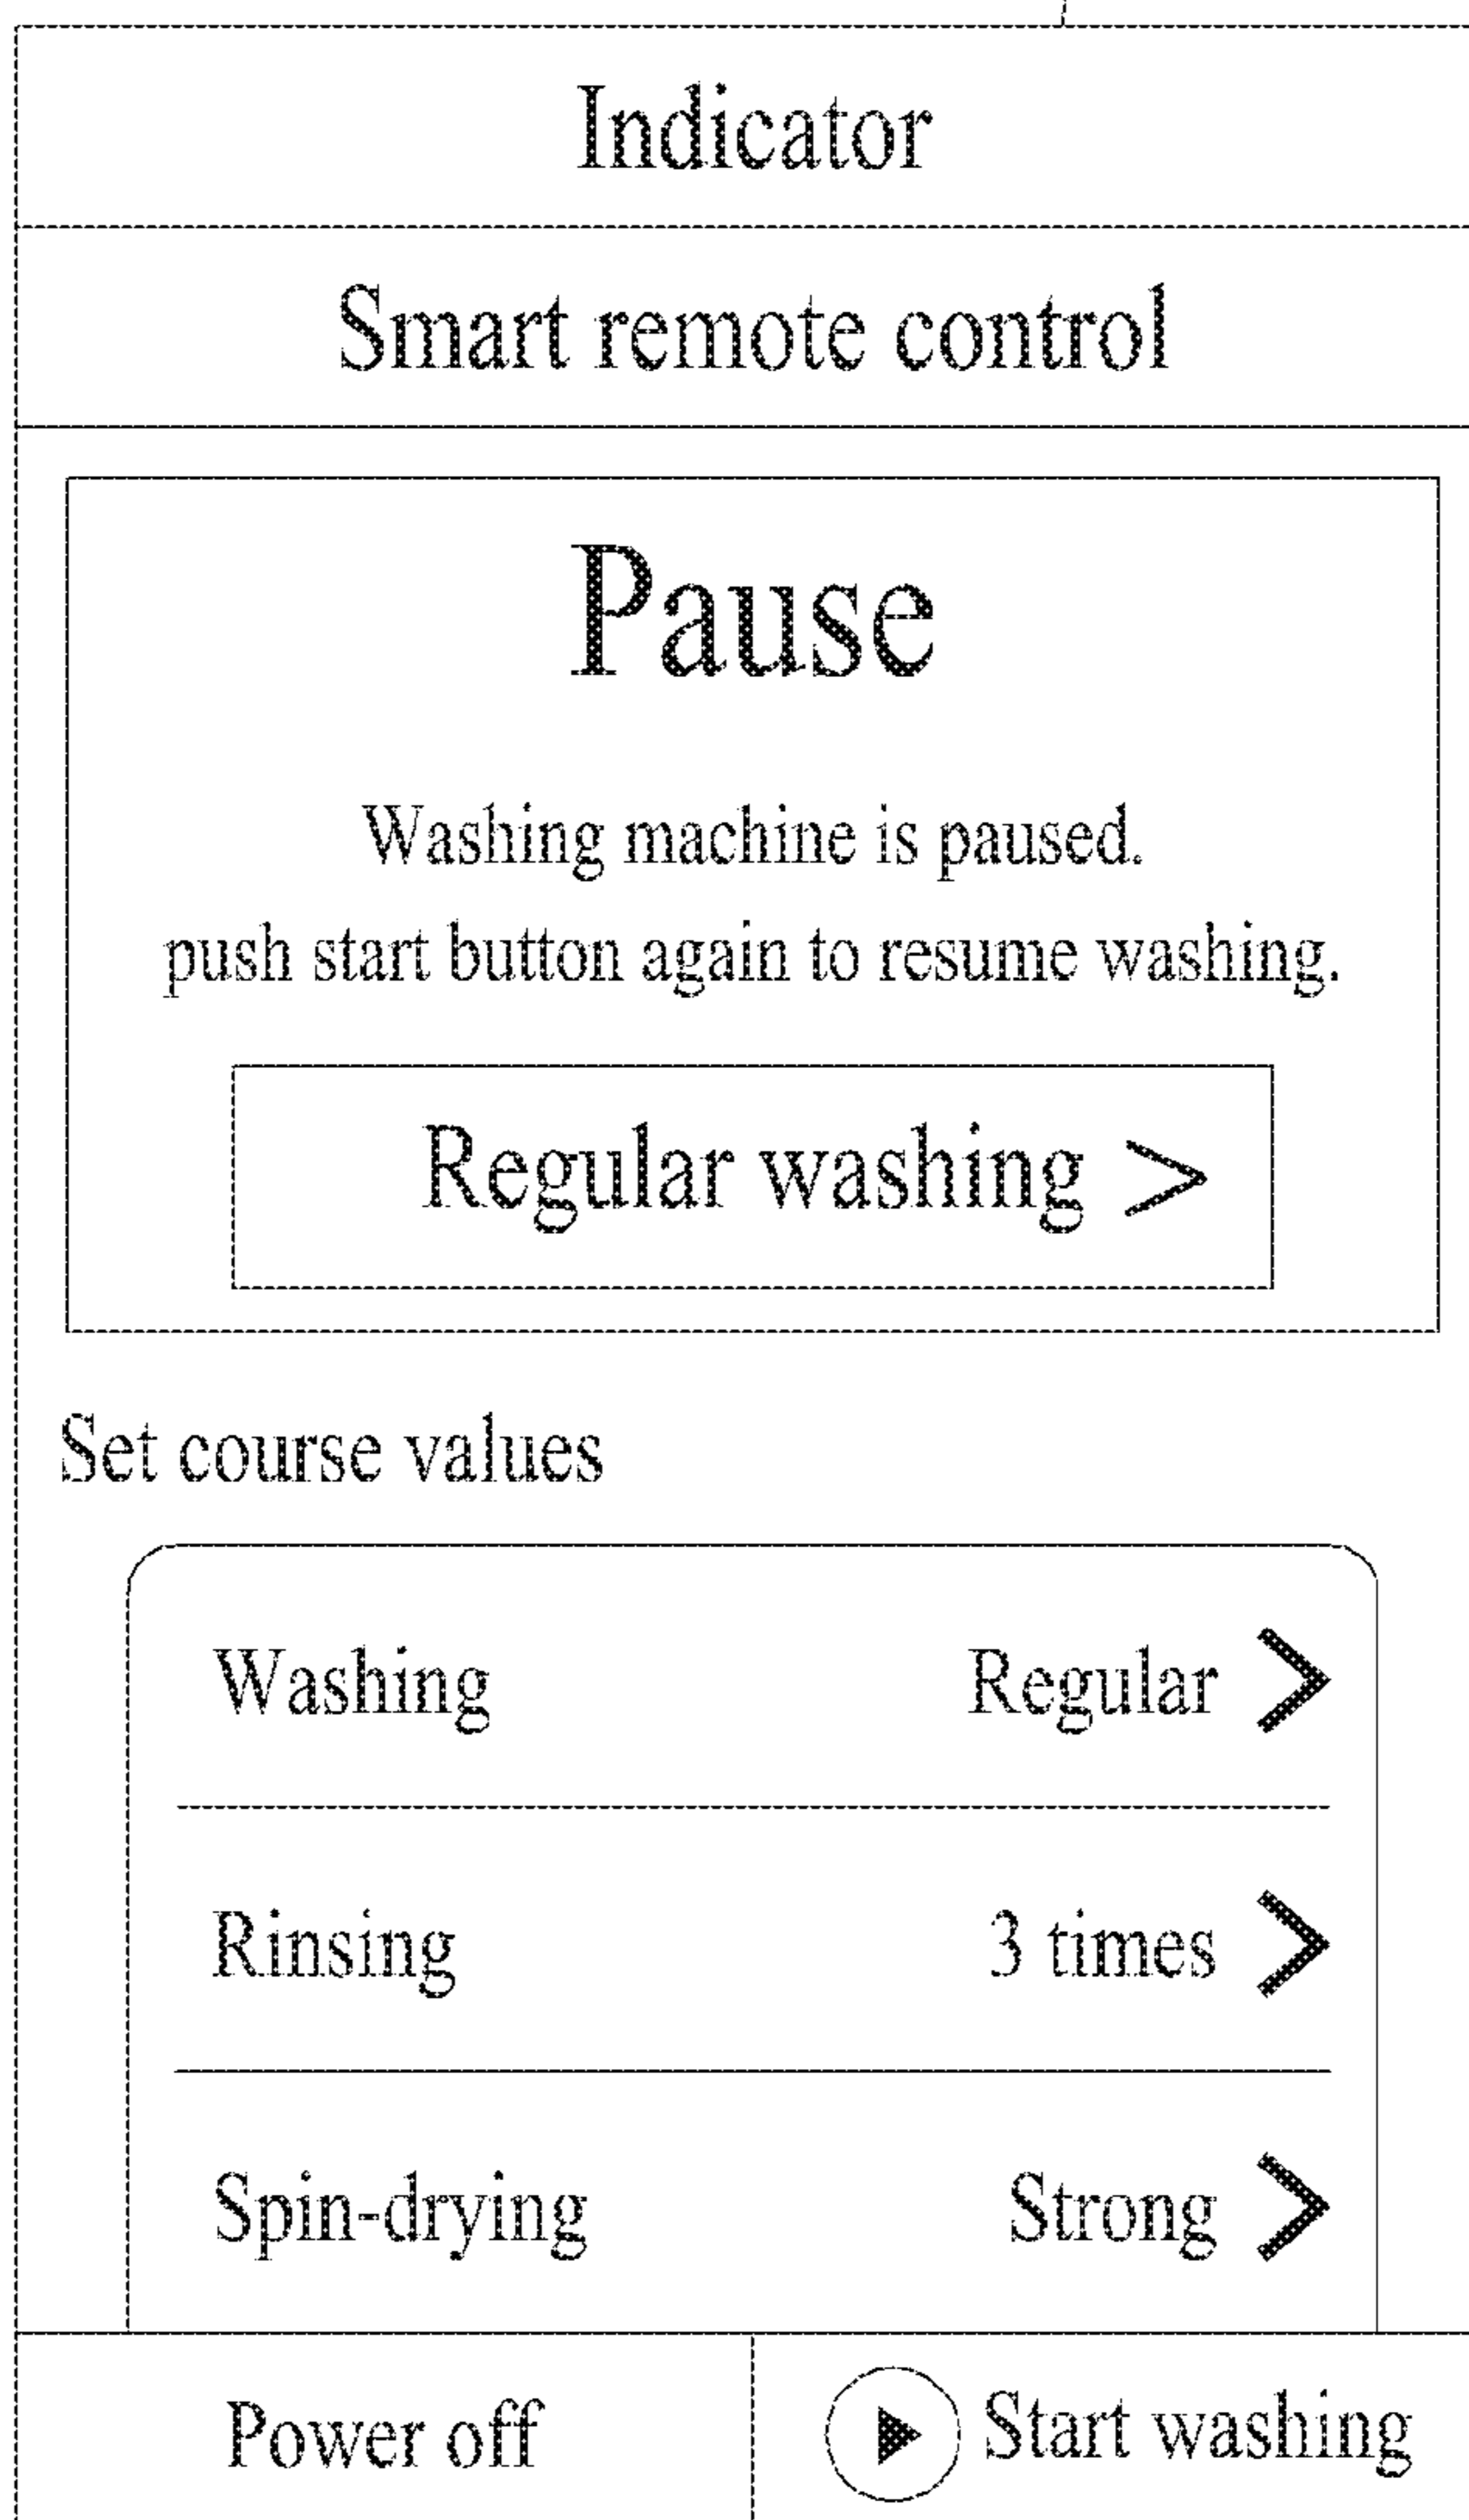 Indicator
Smart remote control
Pause
Washing machine is paused.
push start button again to resume washing.
Regular washing >
Set course values
Washing Regular >
Rinsing 3 times >
Spin-drying Strong >
Power off Start washing